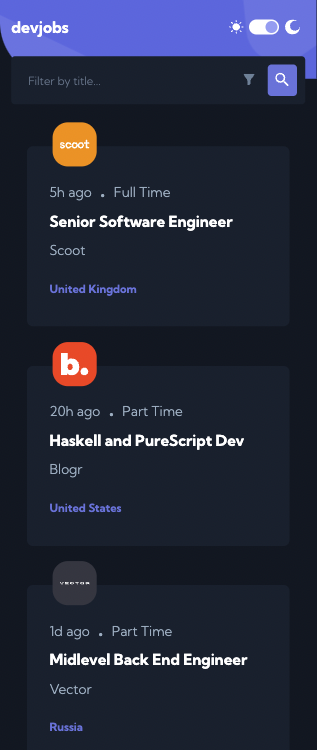 devjobs
Filter by title...
scoot
5h ago . Full Time
Senior Software Engineer
Scoot
United Kingdom
b.
20h ago . Part Time
Haskell and PureScript Dev
Blogr
United States
VECTOR
1d ago . Part Time
Midlevel Back End Engineer
Vector
Russia